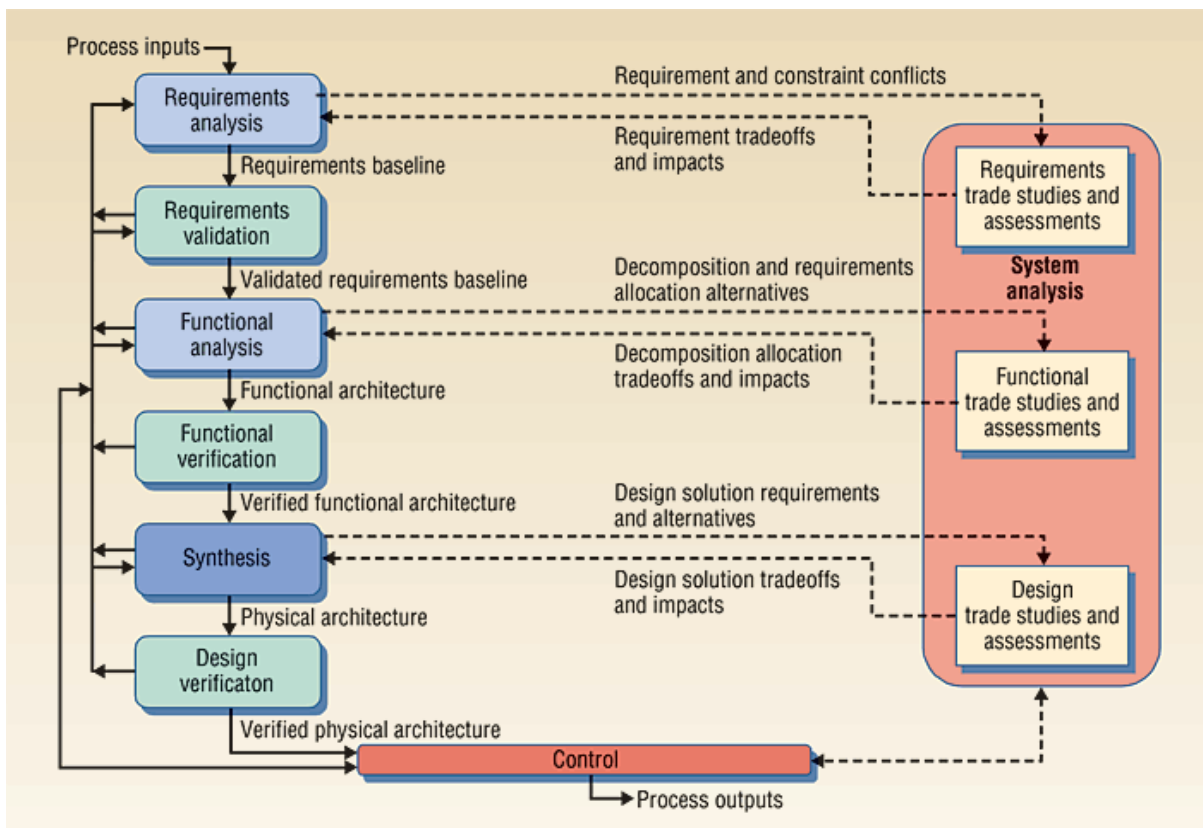 Process inputs
Requirements
analysis
Requirement and constraint conflicts
Requirement tradeoffs
and impacts
Requirements
trade studies and
assessments
Requirements baseline
Requirements
validation
Validated requirements baseline
Decomposition and requirements
allocation alternatives
System
analysis
Functional
analysis
Decomposition allocation
tradeoffs and impacts
Functional
trade studies and
assessments
Functional architecture
Functional
verification
Verified functional architecture
Design solution requirements
and alternatives
Synthesis
Design solution tradeoffs
and impacts
Design
trade studies and
assessments
Physical architecture
Design
verificaton
Verified physical architecture
Control
Process outputs